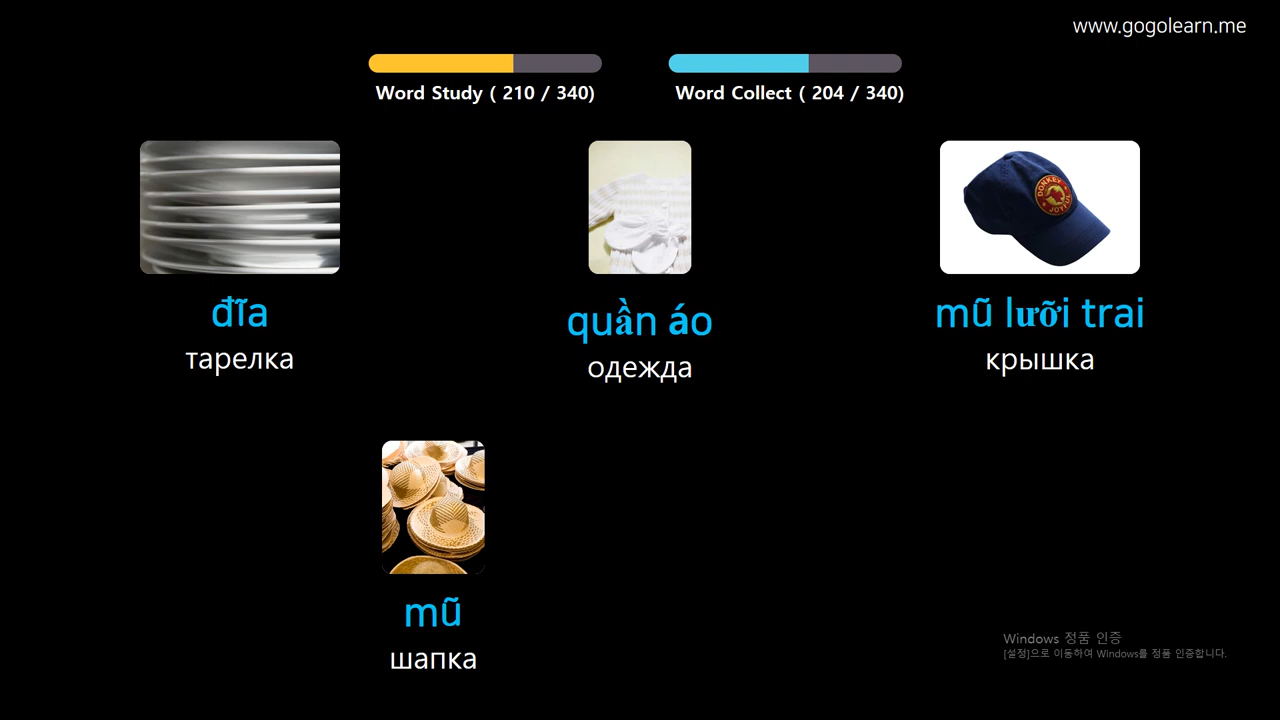 www.gogolearn.me
Word Study ( 210 / 340)
Word Collect ( 204 / 340)
DONKEY
JOYFUL
đĩa
тарелка
quần áo
одежда
mũ lưỡi trai
крышка
mũ
шапка
Windows 정품 인증
[설정]으로 이동하여 Windows를 정품 인증합니다.